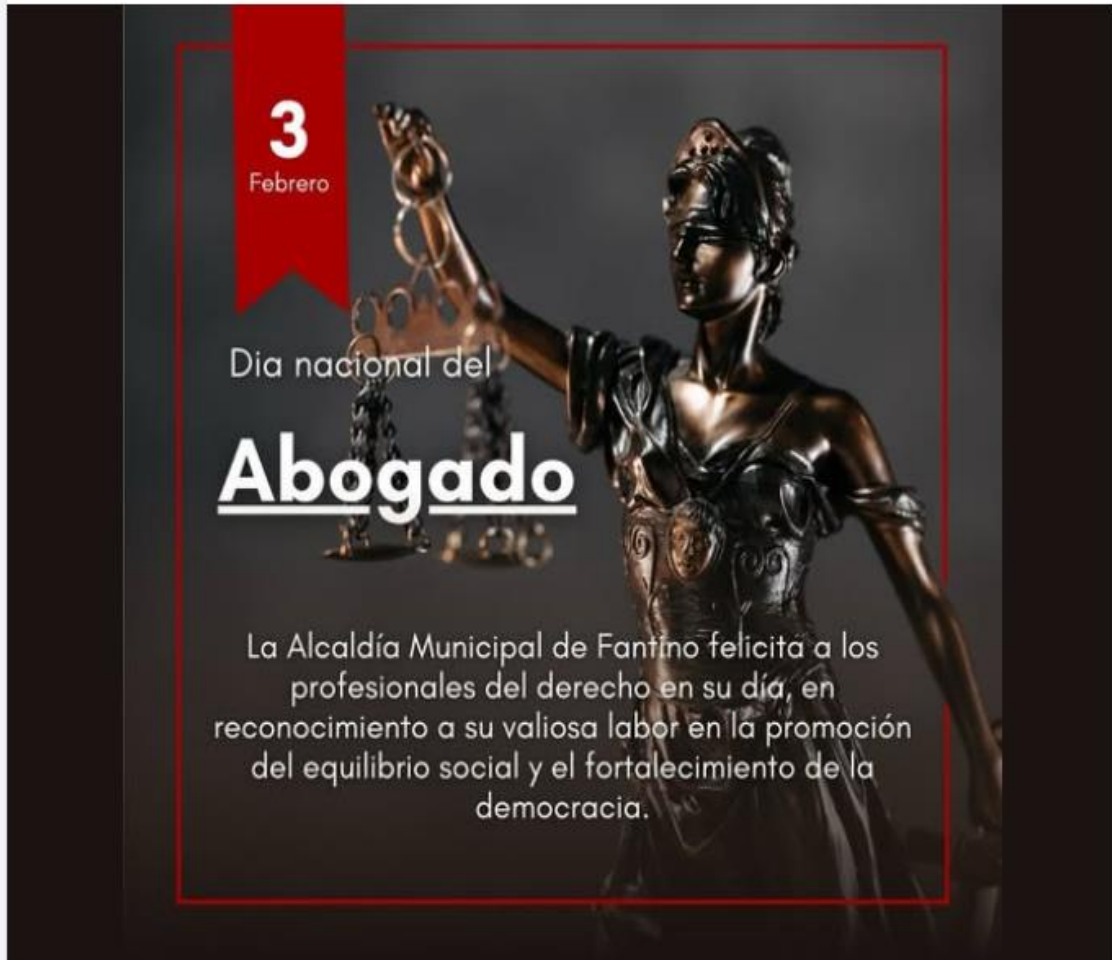 3
Febrero
Dia nacional del
Abogado
La Alcaldía Municipal de Fantino felicita a los
profesionales del derecho en su día, en
reconocimiento a su valiosa labor en la promoción
del equilibrio social y el fortalecimiento de la
democracia.